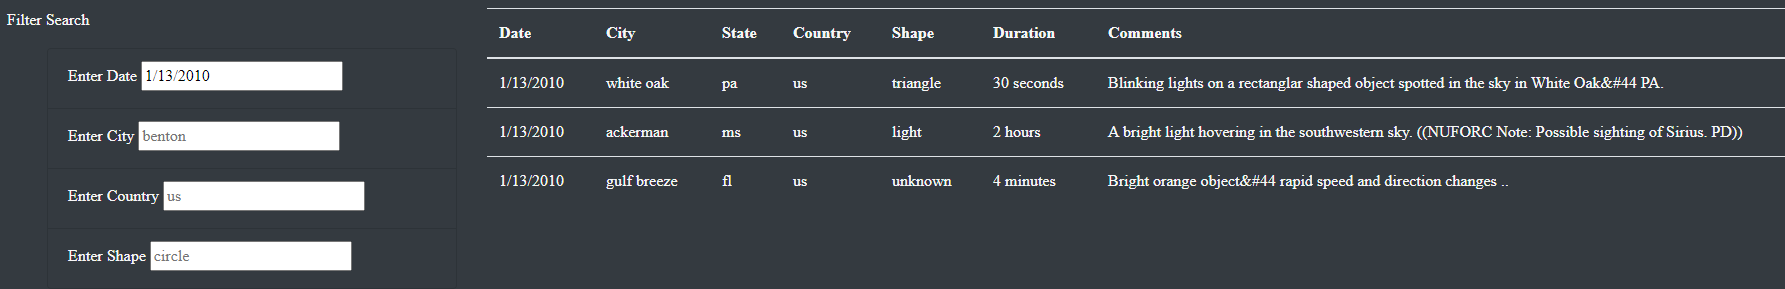 Filter Search
Enter Date 1/13/2010
Enter City benton
Enter Country us
Enter Shape circle
Date City State Country Shape Duration Comments
1/13/2010 white oak pa us triangle 30 seconds Blinking lights on a rectanglar shaped object spotted in the sky in White Oak&#44 PA.
1/13/2010 ackerman ms us light 2 hours A bright light hovering in the southwestern sky. ((NUFORC Note: Possible sighting of Sirius. PD))
1/13/2010 gulf breeze fl us unknown 4 minutes Bright orange object&#44 rapid speed and direction changes ..